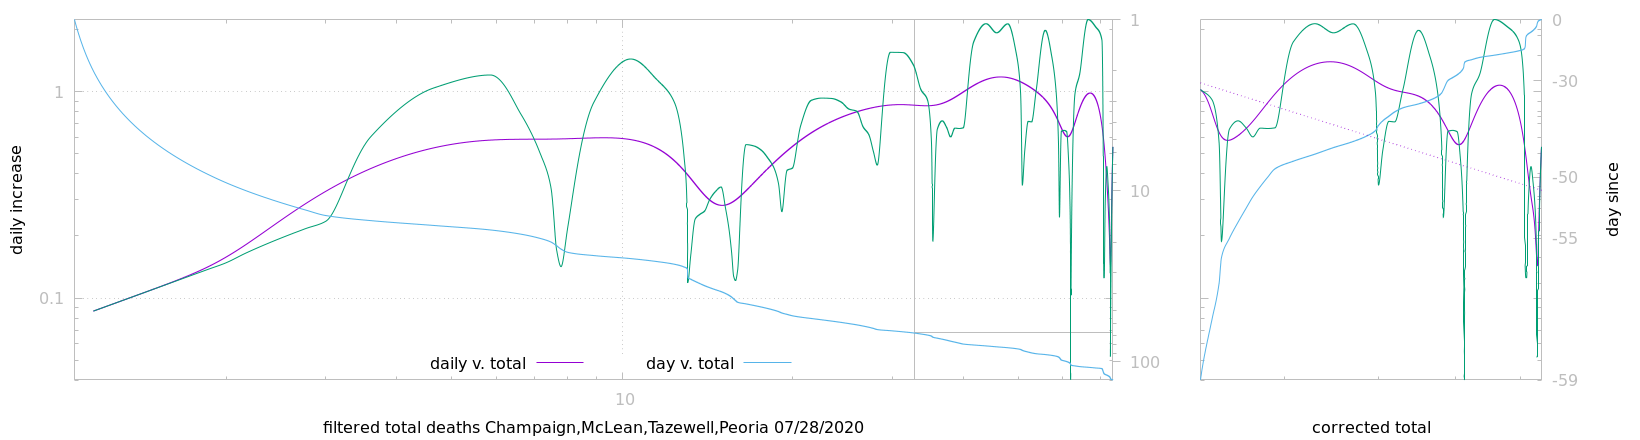 daily increase
1
0.1
10
1
10
100
daily v. total
day v. total
filtered total deaths Champaign,McLean,Tazewell,Peoria 07/28/2020
0
-30
-50
-55
-59
day since
corrected total